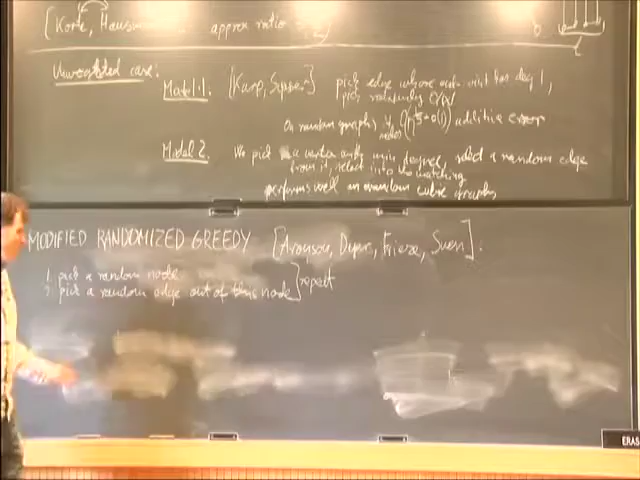 [Korte, Hausmann approx ratio
Unweighted case:
Model 1. [Karp, Sipser] pick edge whose one vert has deg 1,
pick randomly o/w
On random graphs additive error
Model 2. We pick a vertex with min degree, select a random edge
from it, select into the matching
performs well on random cubic graphs,
MODIFIED RANDOMIZED GREEDY [Aronson, Dyer, Frieze, Suen].
1. pick a random node
2. pick a random edge out of this node } repeat
ERAS